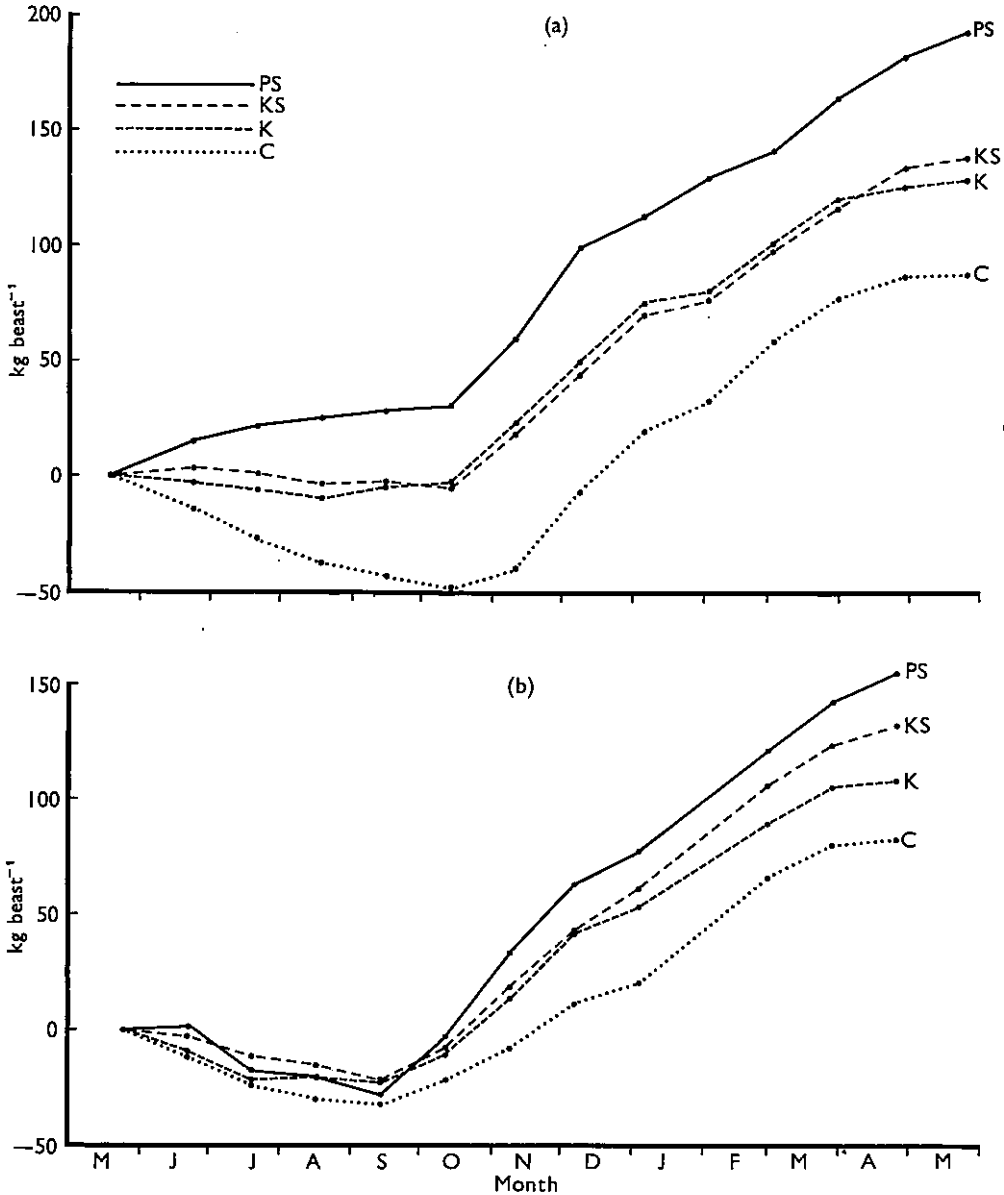 (a)
200
150
100
50
0
—50
kg beast⁻¹
PS
KS
K
C
PS
KS
K
C
(b)
150
100
50
0
—50
kg beast⁻¹
PS
KS
K
C
M J J A S O N D J F M A M
Month